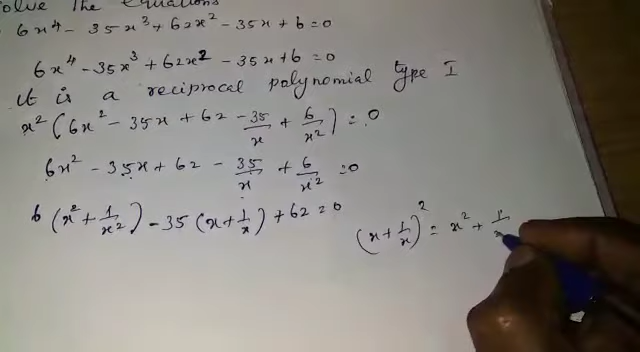 Solve The Equations
6x⁴ - 35x³ + 62x² - 35x + 6 = 0
6x⁴ - 35x³ + 62x² - 35x + 6 = 0
it is a reciprocal polynomial type I
x² (6x² - 35x + 62 - 35/x + 6/x²) = 0
6x² - 35x + 62 - 35/x + 6/x² = 0
6 (x² + 1/x²) - 35 (x + 1/x) + 62 = 0
(x + 1/x)² = x² + 1/